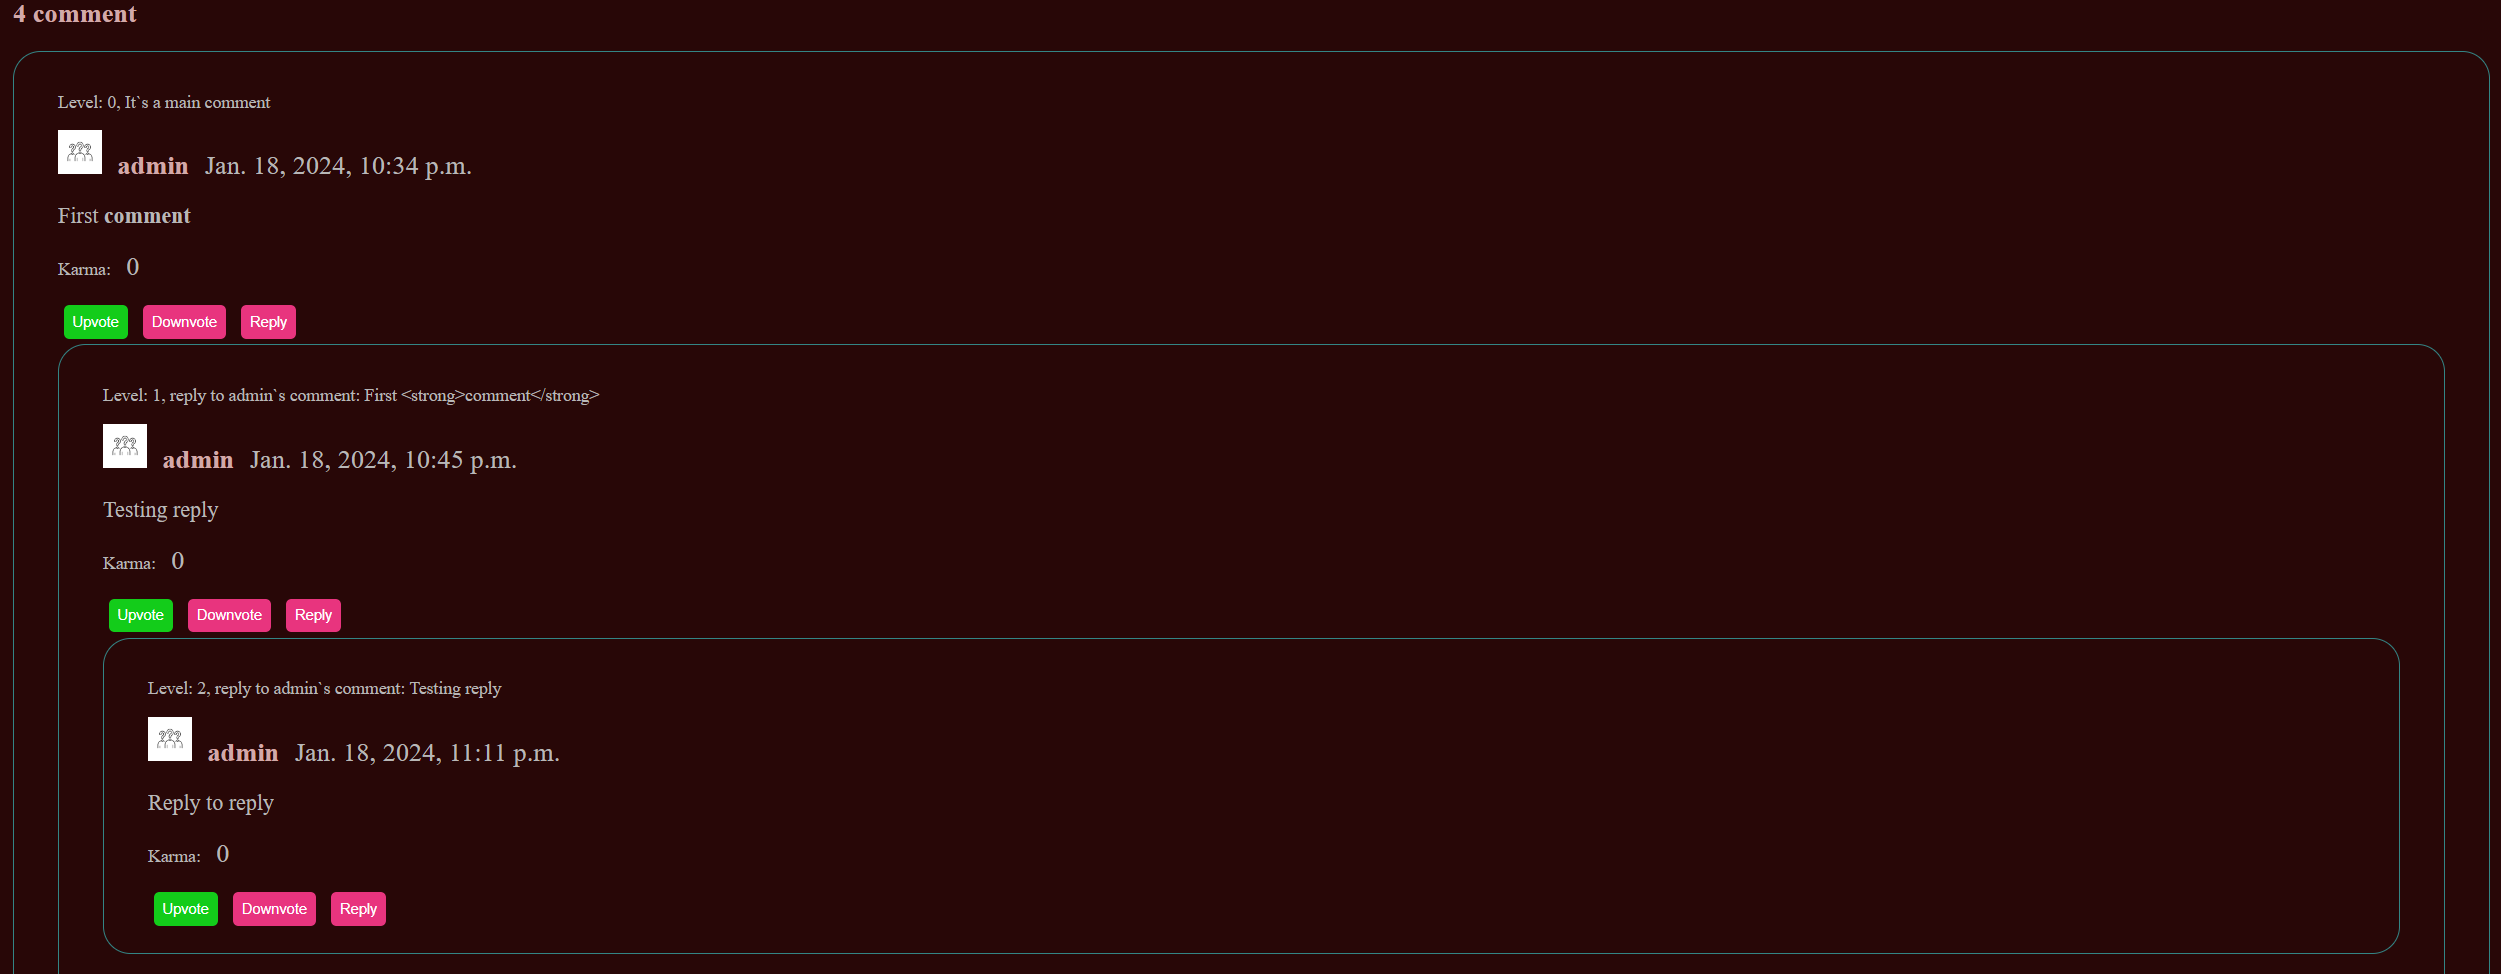 4 comment
Level: 0, It`s a main comment
admin Jan. 18, 2024, 10:34 p.m.
First comment
Karma: 0
Upvote Downvote Reply
Level: 1, reply to admin`s comment: First <strong>comment</strong>
admin Jan. 18, 2024, 10:45 p.m.
Testing reply
Karma: 0
Upvote Downvote Reply
Level: 2, reply to admin`s comment: Testing reply
admin Jan. 18, 2024, 11:11 p.m.
Reply to reply
Karma: 0
Upvote Downvote Reply